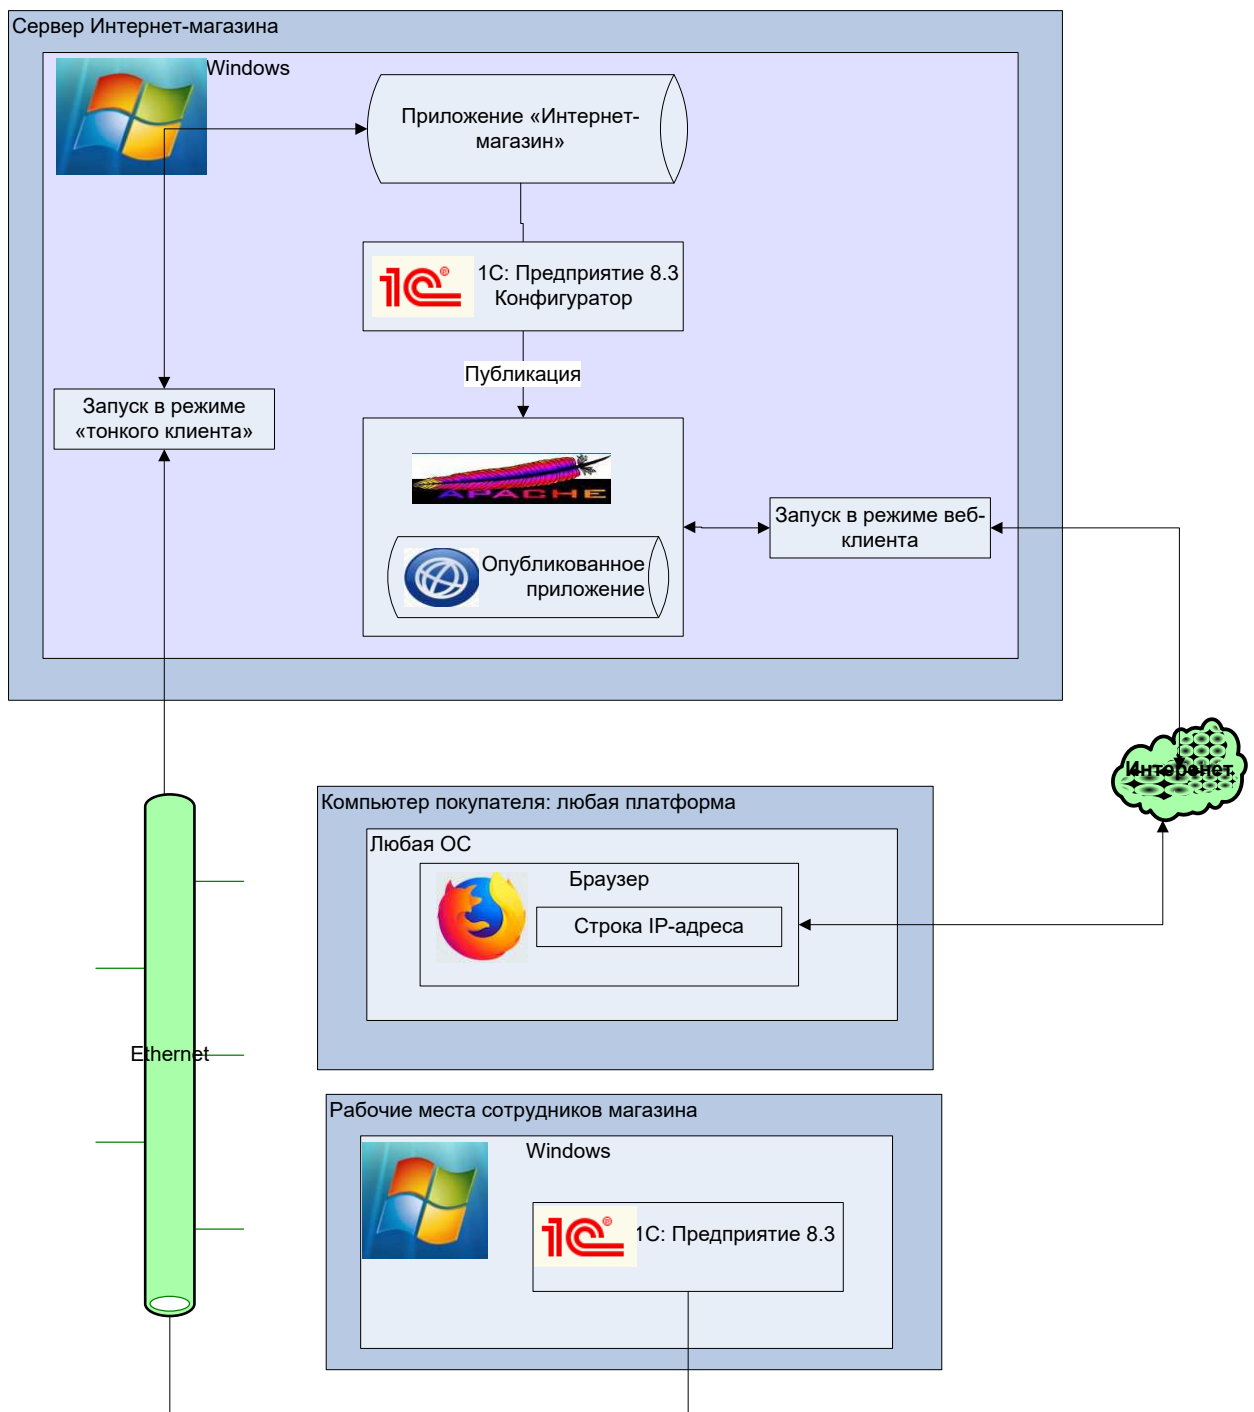 Сервер Интернет-магазина
Windows
Приложение «Интернет-
магазин»
1С: Предприятие 8.3
Конфигуратор
Публикация
Запуск в режиме
«тонкого клиента»
APACHE
Запуск в режиме веб-
клиента
Опубликованное
приложение
Интеренет
Компьютер покупателя: любая платформа
Любая ОС
Браузер
Строка IP-адреса
Ethernet
Рабочие места сотрудников магазина
Windows
1С: Предприятие 8.3